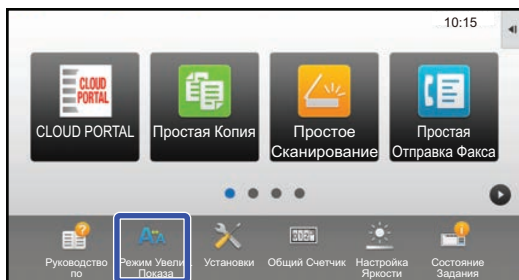 10:15
CLOUD
PORTAL
CLOUD PORTAL
Простая Копия
Простое
Сканирование
Простая
Отправка Факса
Руководство
по
Режим Увели.
Показа
Установки
Общий Счетчик
Настройка
Яркости
Состояние
Задания